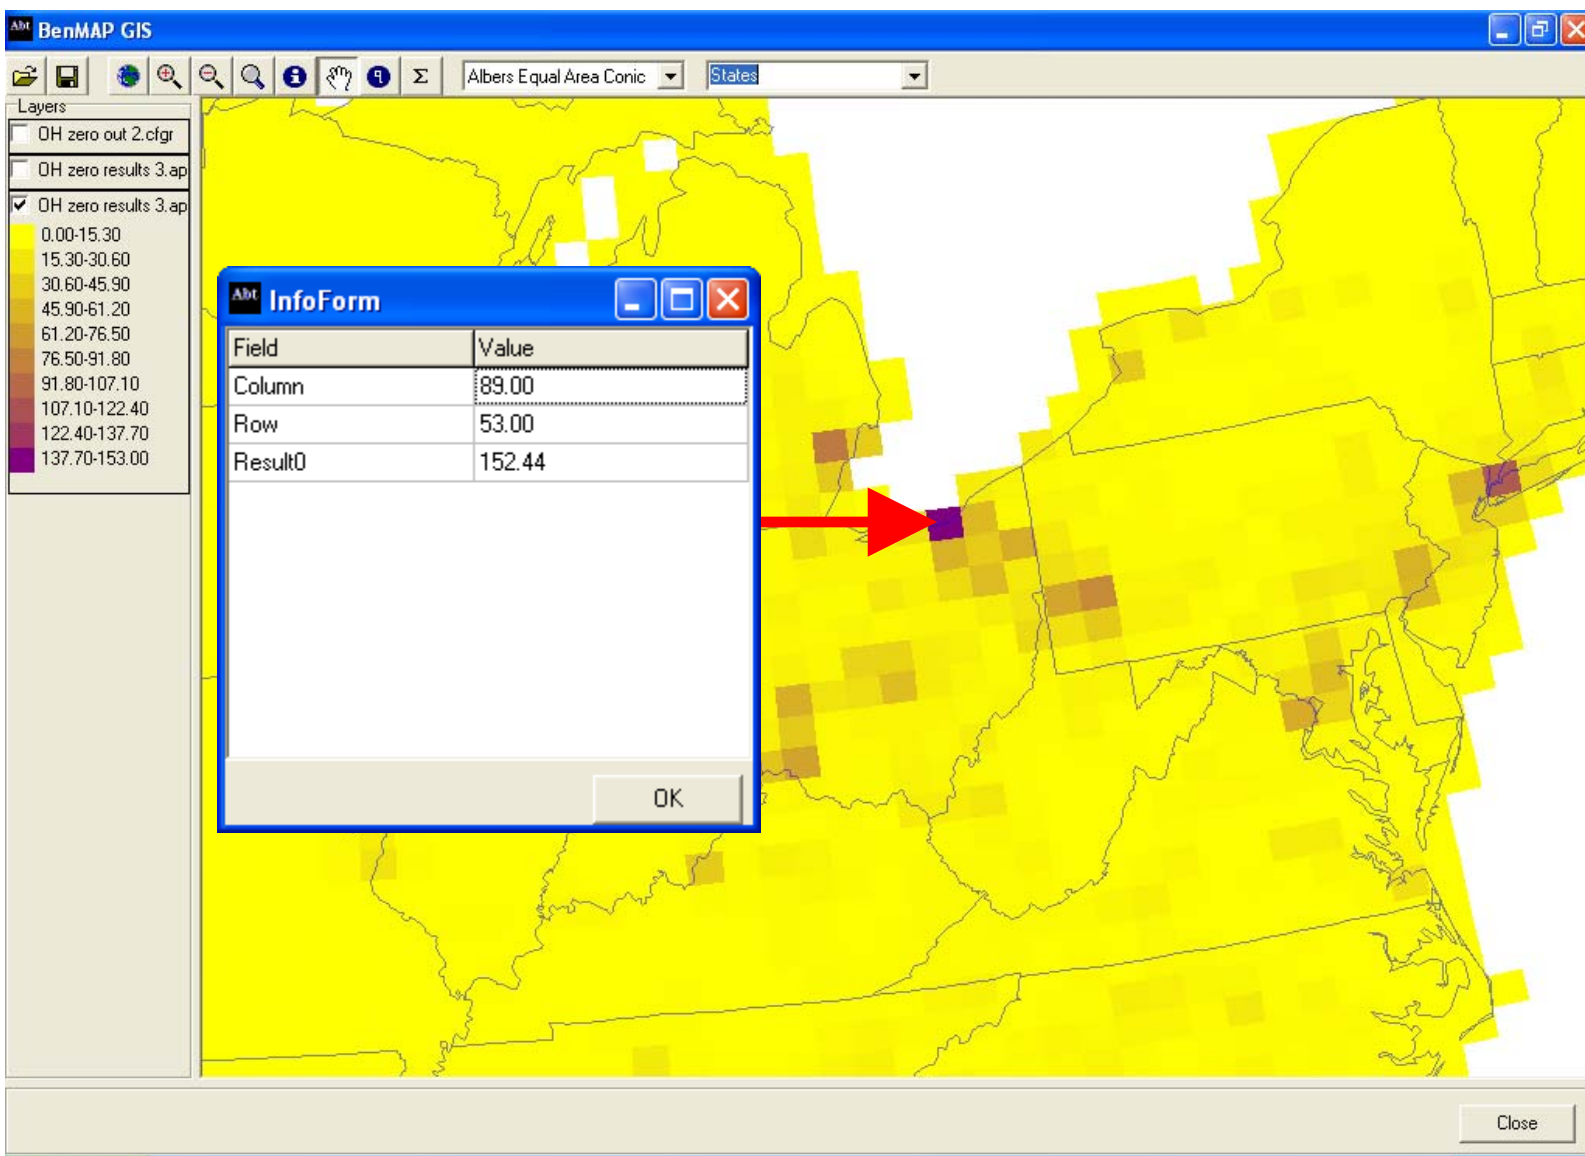 Abt BenMAP GIS
Σ Albers Equal Area Conic States
Layers
OH zero out 2.cfgr
OH zero results 3.ap
OH zero results 3.ap
0.00-15.30
15.30-30.60
30.60-45.90
45.90-61.20
61.20-76.50
76.50-91.80
91.80-107.10
107.10-122.40
122.40-137.70
137.70-153.00
Abt InfoForm
Field Value
Column 89.00
Row 53.00
Result0 152.44
OK
Close